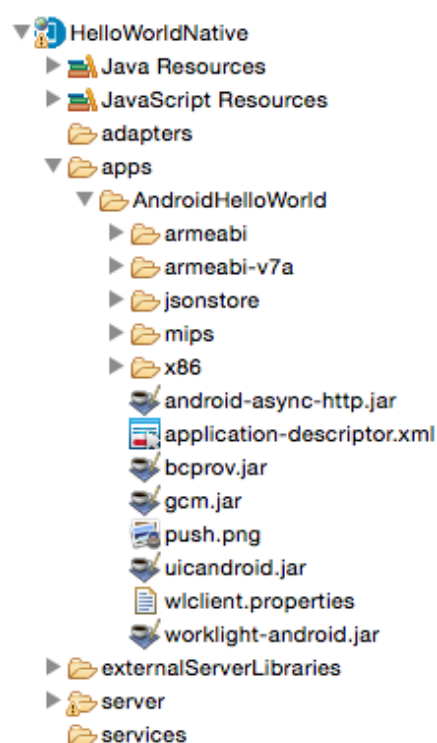 HelloWorldNative
Java Resources
JavaScript Resources
adapters
apps
AndroidHelloWorld
armeabi
armeabi-v7a
jsonstore
mips
x86
android-async-http.jar
application-descriptor.xml
bcprov.jar
gcm.jar
push.png
uicandroid.jar
wlclient.properties
worklight-android.jar
externalServerLibraries
server
services